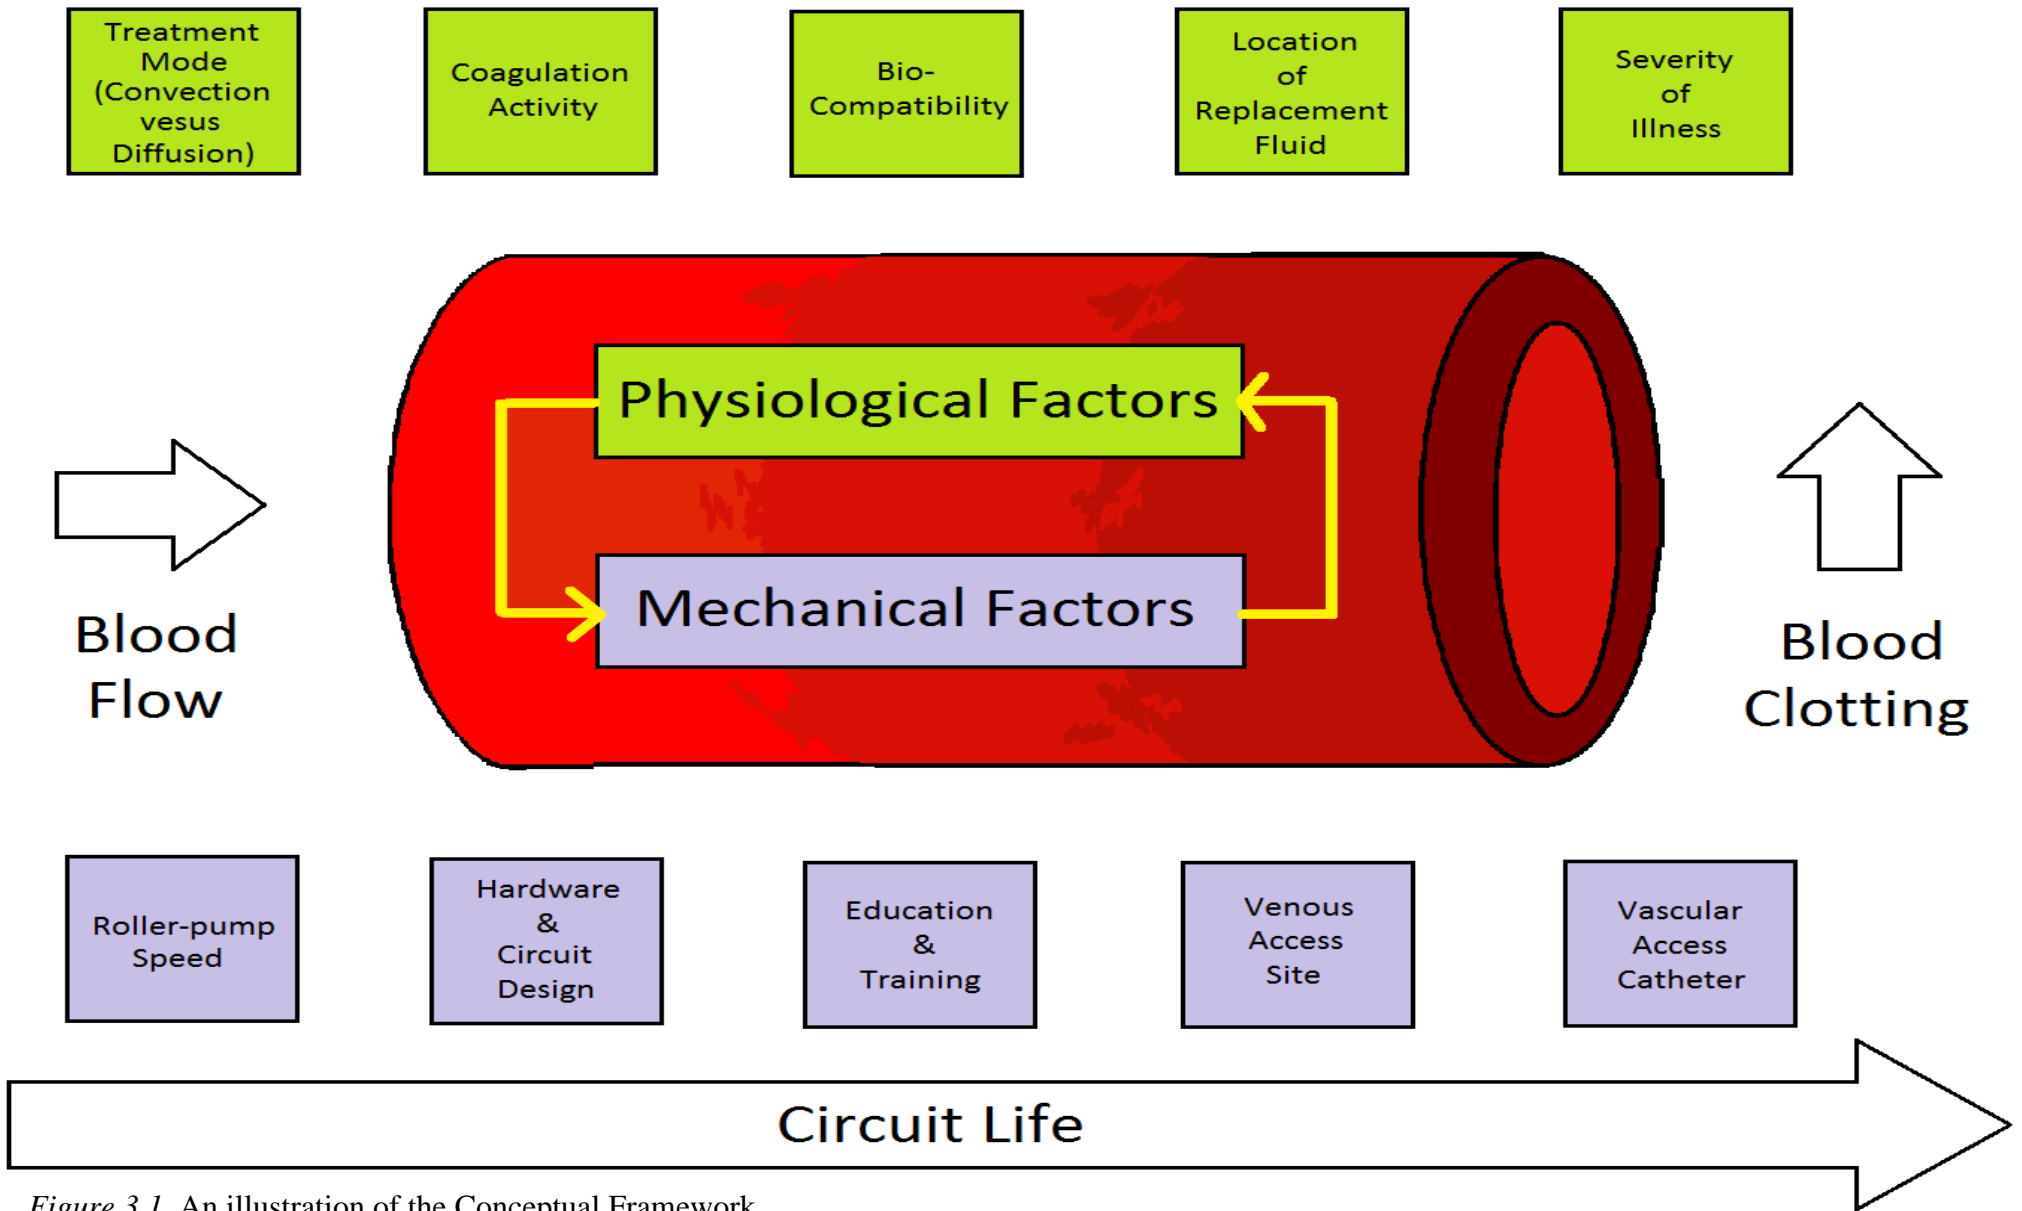 Treatment
Mode
(Convection
vesus
Diffusion)
Coagulation
Activity
Bio-
Compatibility
Location
of
Replacement
Fluid
Severity
of
Illness
Physiological Factors
Mechanical Factors
Blood
Flow
Blood
Clotting
Roller-pump
Speed
Hardware
&
Circuit
Design
Education
&
Training
Venous
Access
Site
Vascular
Access
Catheter
Circuit Life
Figure 3.1. An illustration of the Conceptual Framework